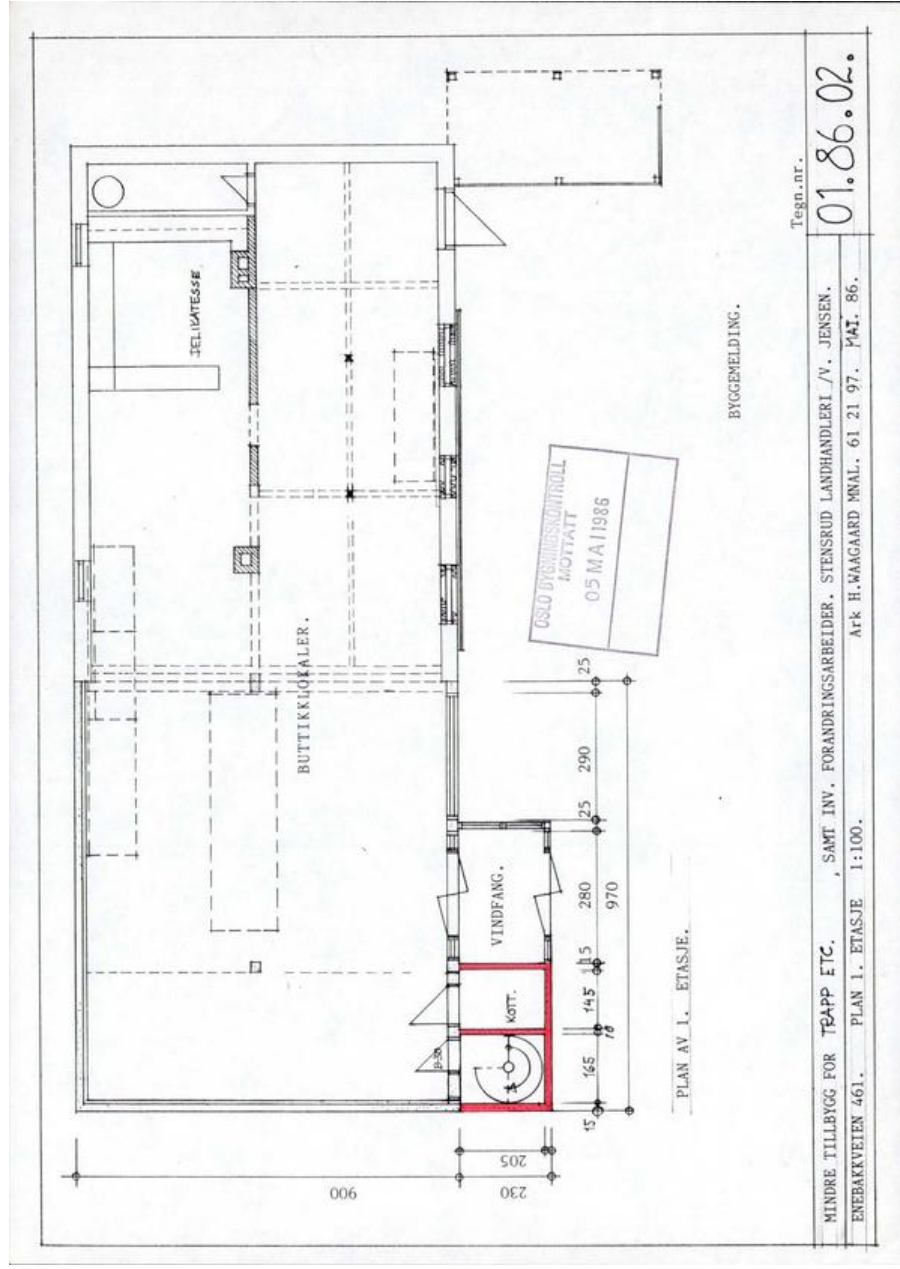 DELIKATESSE
BUTTIKKLOKALER.
VINDFANG.
KOTT.
B-30
OSLO BYGNINGSKONTROLL
MOTTATT
05 MAI 1986
15 165 10 145 15 280 25 290 25
970
900
205
230
PLAN AV 1. ETASJE.
BYGGEMELDING.
MINDRE TILLBYGG FOR TRAPP ETC. , SAMT INV. FORANDRINGSARBEIDER. STENSRUD LANDHANDLERI /V. JENSEN.
ENEBAKKVEIEN 461. PLAN 1. ETASJE 1:100. Ark H.WAAGAARD MNAL. 61 21 97. MAI. 86.
Tegn.nr.
01.86.02.